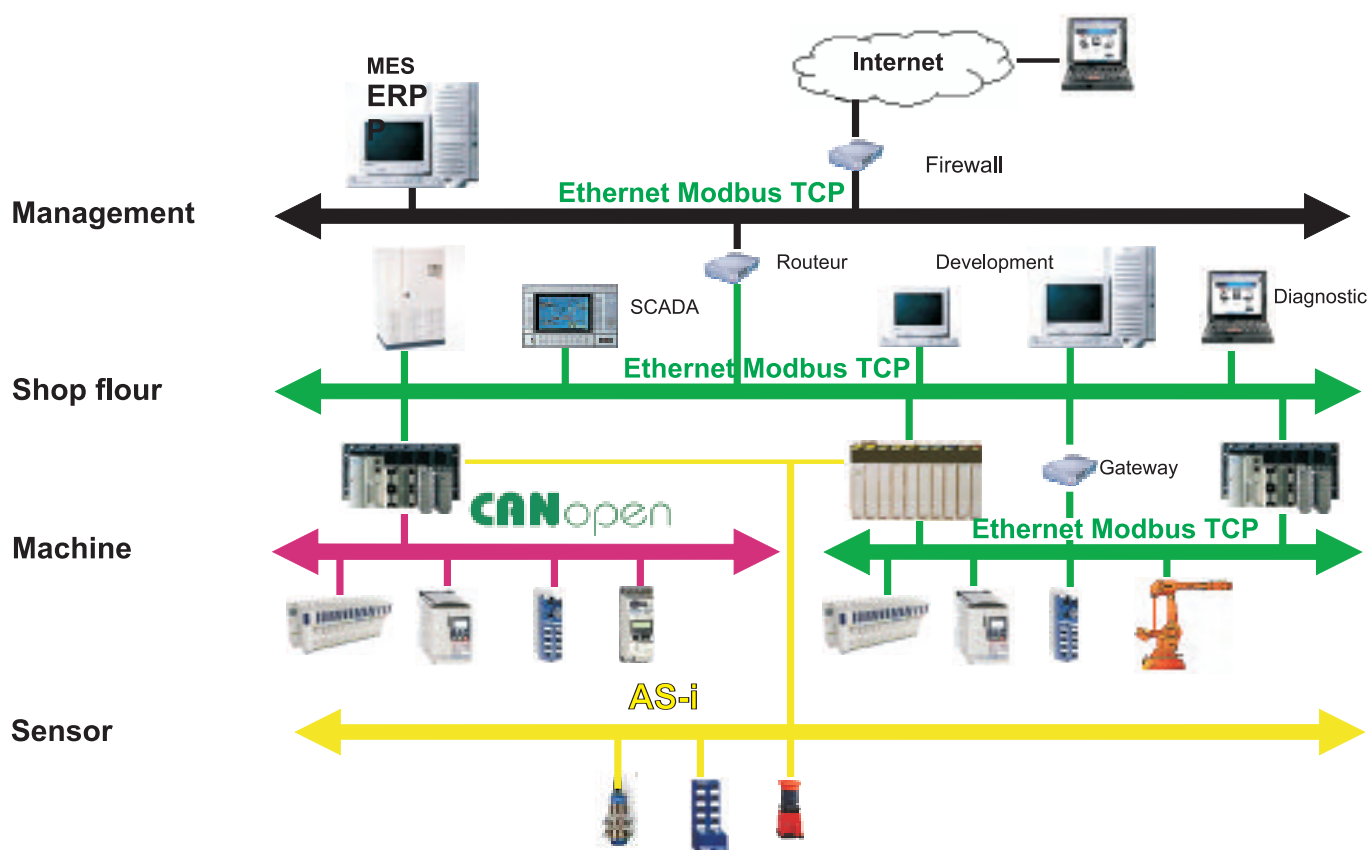 MES
ERP
P
Internet
Firewall
Ethernet Modbus TCP
Management
Routeur
Development
SCADA
Diagnostic
Ethernet Modbus TCP
Shop flour
Gateway
CANopen
Ethernet Modbus TCP
Machine
AS-i
Sensor